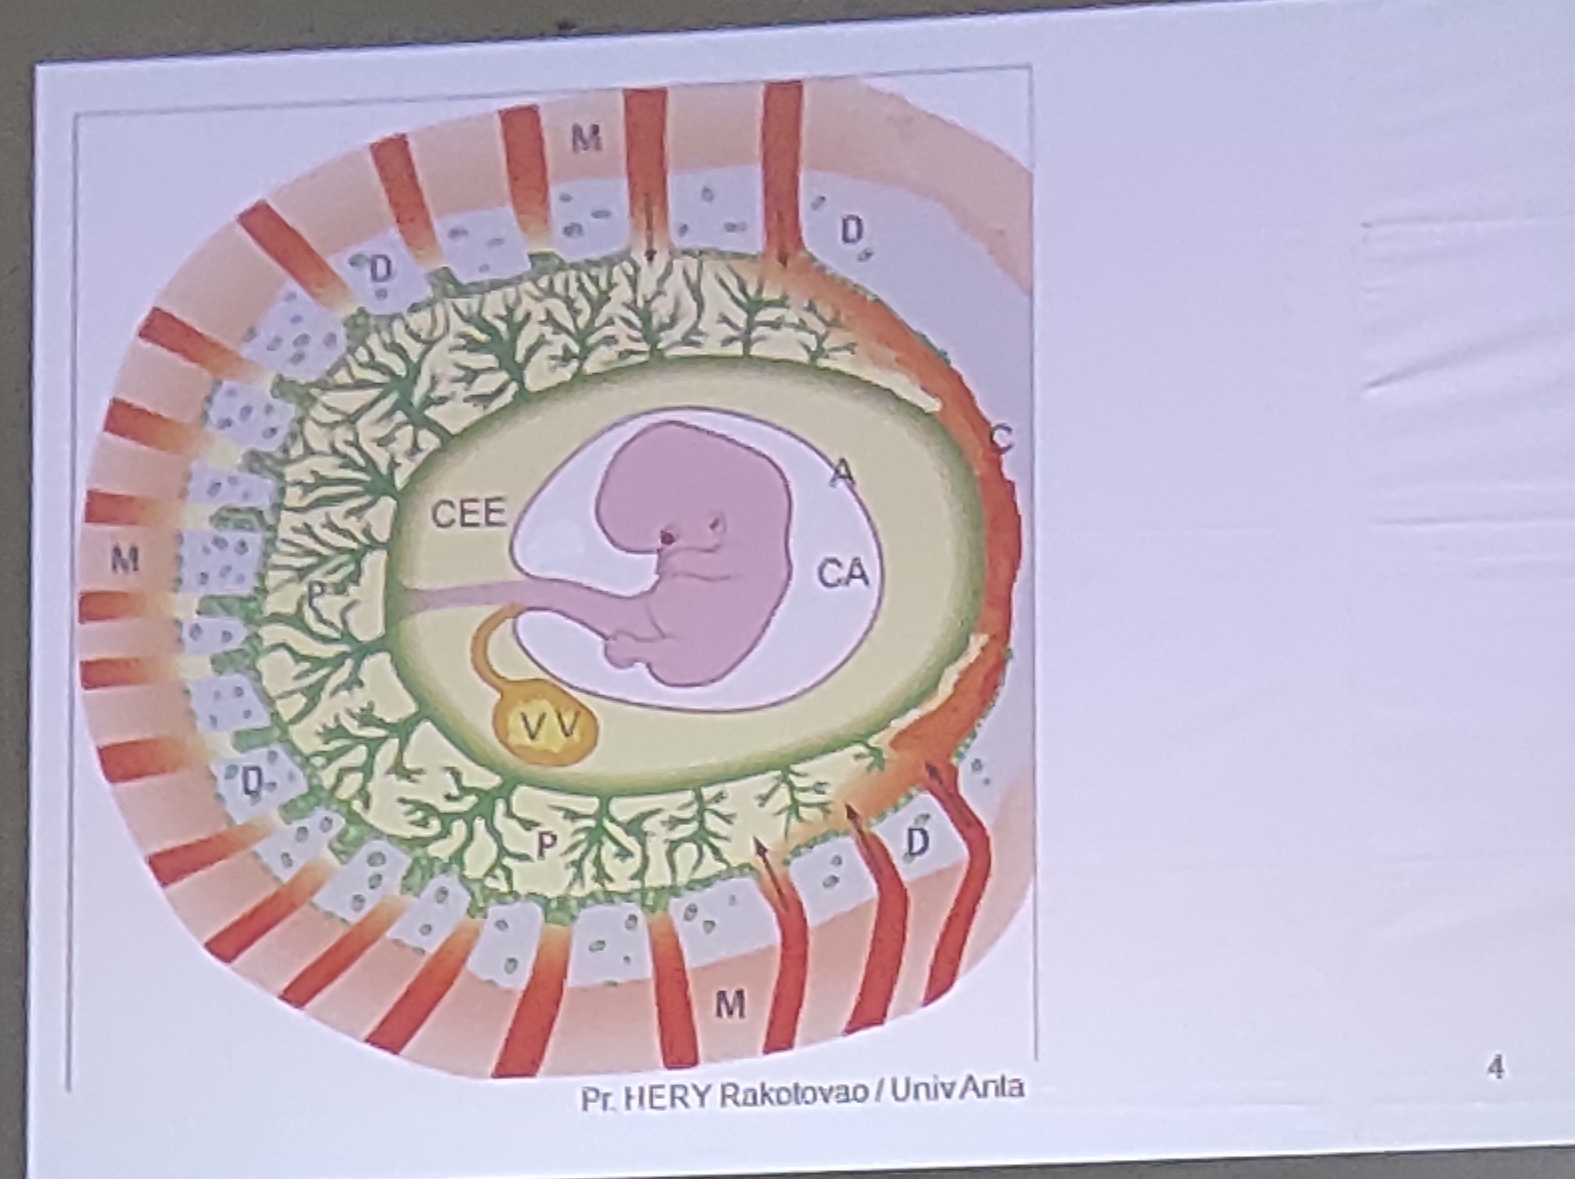 M
D
D
C
A
CEE
CA
M
P
VV
D
P
D
M
Pr. HERY Rakotovao / Univ Anta
4